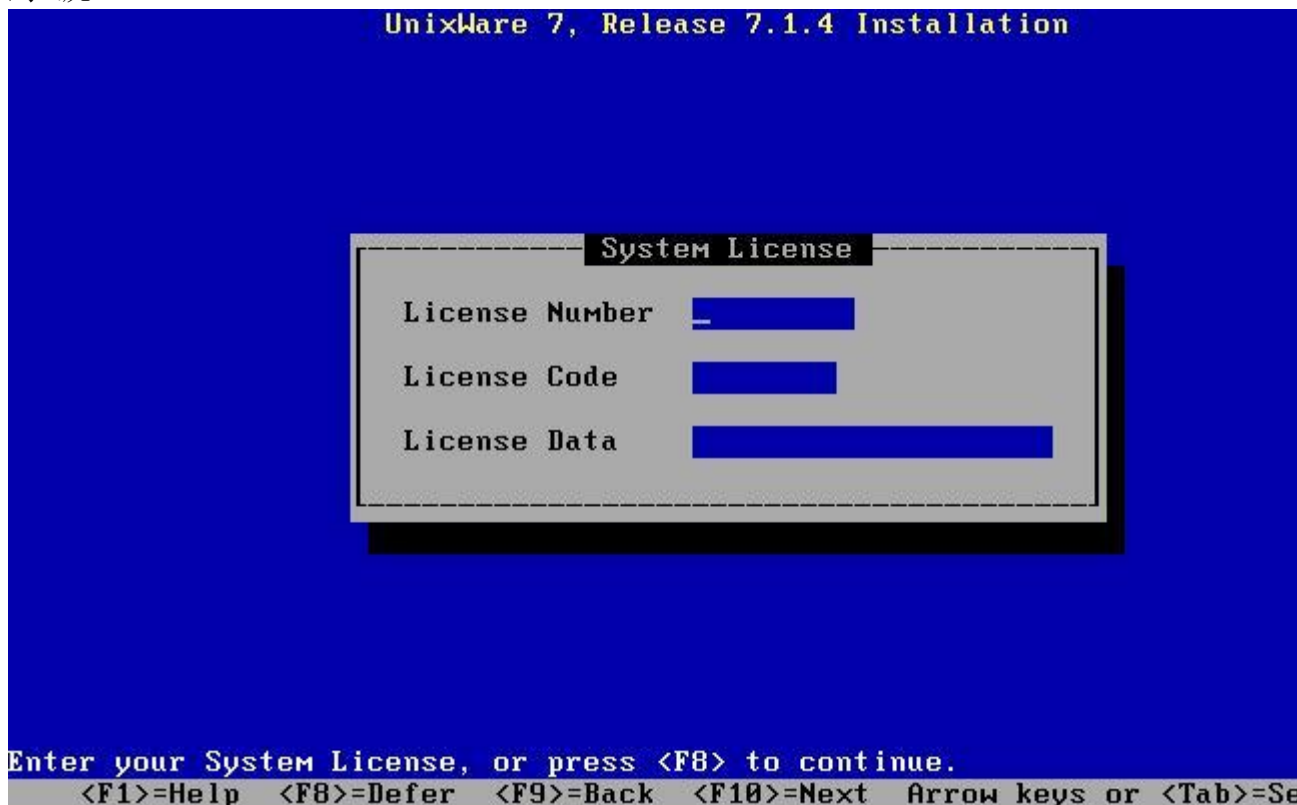 UnixWare 7, Release 7.1.4 Installation
System License
License Number
License Code
License Data
Enter your System License, or press <F8> to continue.
<F1>=Help <F8>=Defer <F9>=Back <F10>=Next Arrow keys or <Tab>=Se